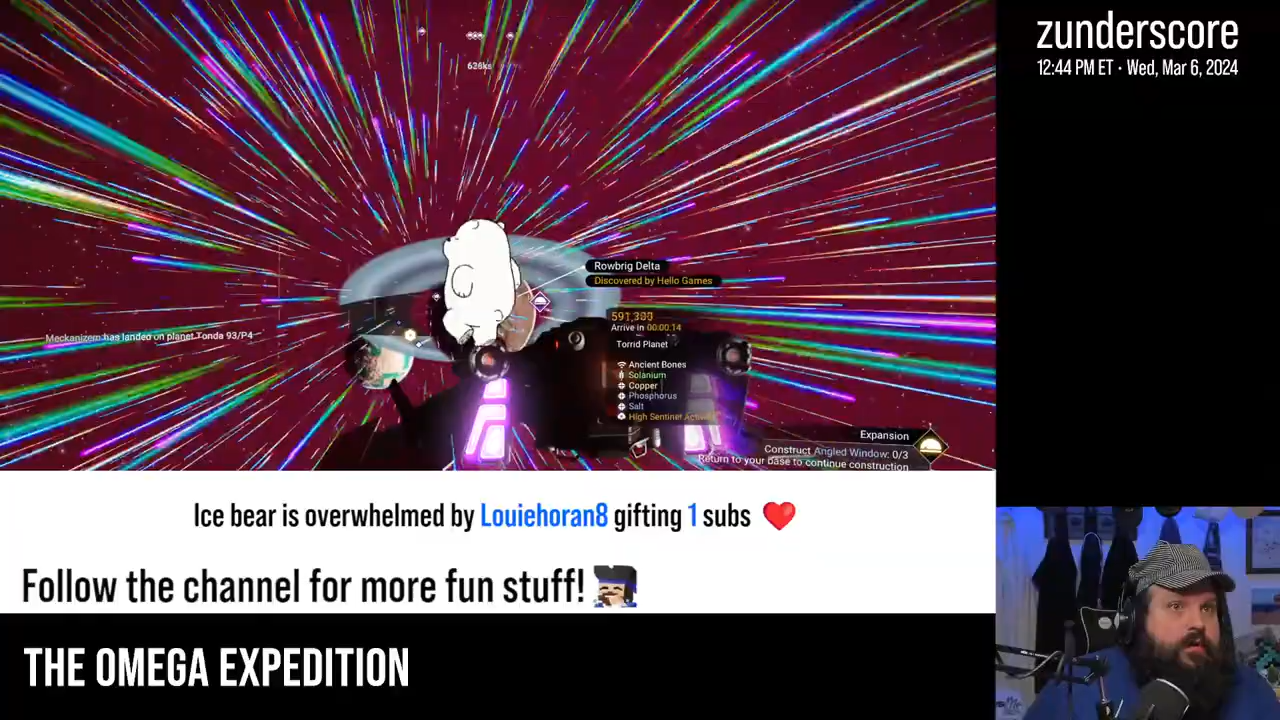 zunderscore
12:44 PM ET · Wed, Mar 6, 2024
626ks
Rowbrig Delta
Discovered by Hello Games
591,300
Arrive in 00:00:14
Torrid Planet
Ancient Bones
Solanium
Copper
Phosphorus
Salt
High Sentinel
Meckanizem has landed on planet Tonda 93/P4
Expansion
Construct Angled Window: 0/3
Return to your base to continue construction
Ice bear is overwhelmed by Louiehoran8 gifting 1 subs
Follow the channel for more fun stuff!
THE OMEGA EXPEDITION